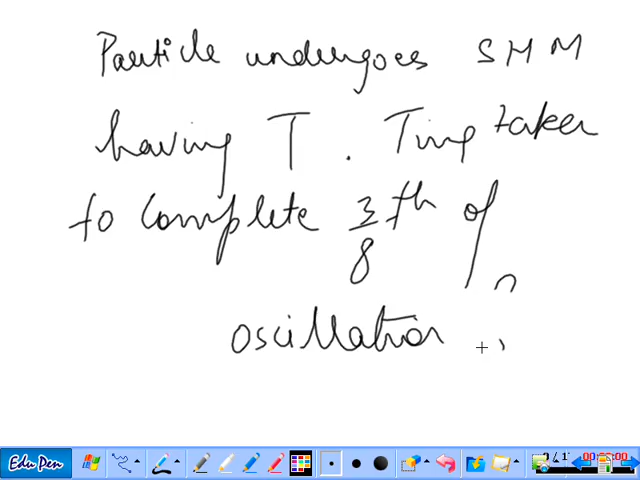 Particle undergoes SHM
having T. Time taken
to complete 3/8 th of
oscillation
Edu Pen